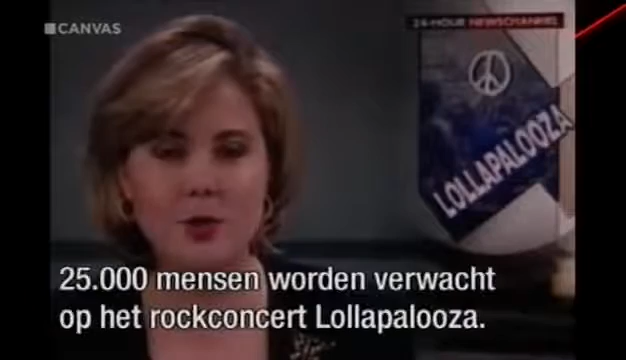 CANVAS
24-HOUR NEWSCHANNEL
LOLLAPALOOZA
25.000 mensen worden verwacht
op het rockconcert Lollapalooza.